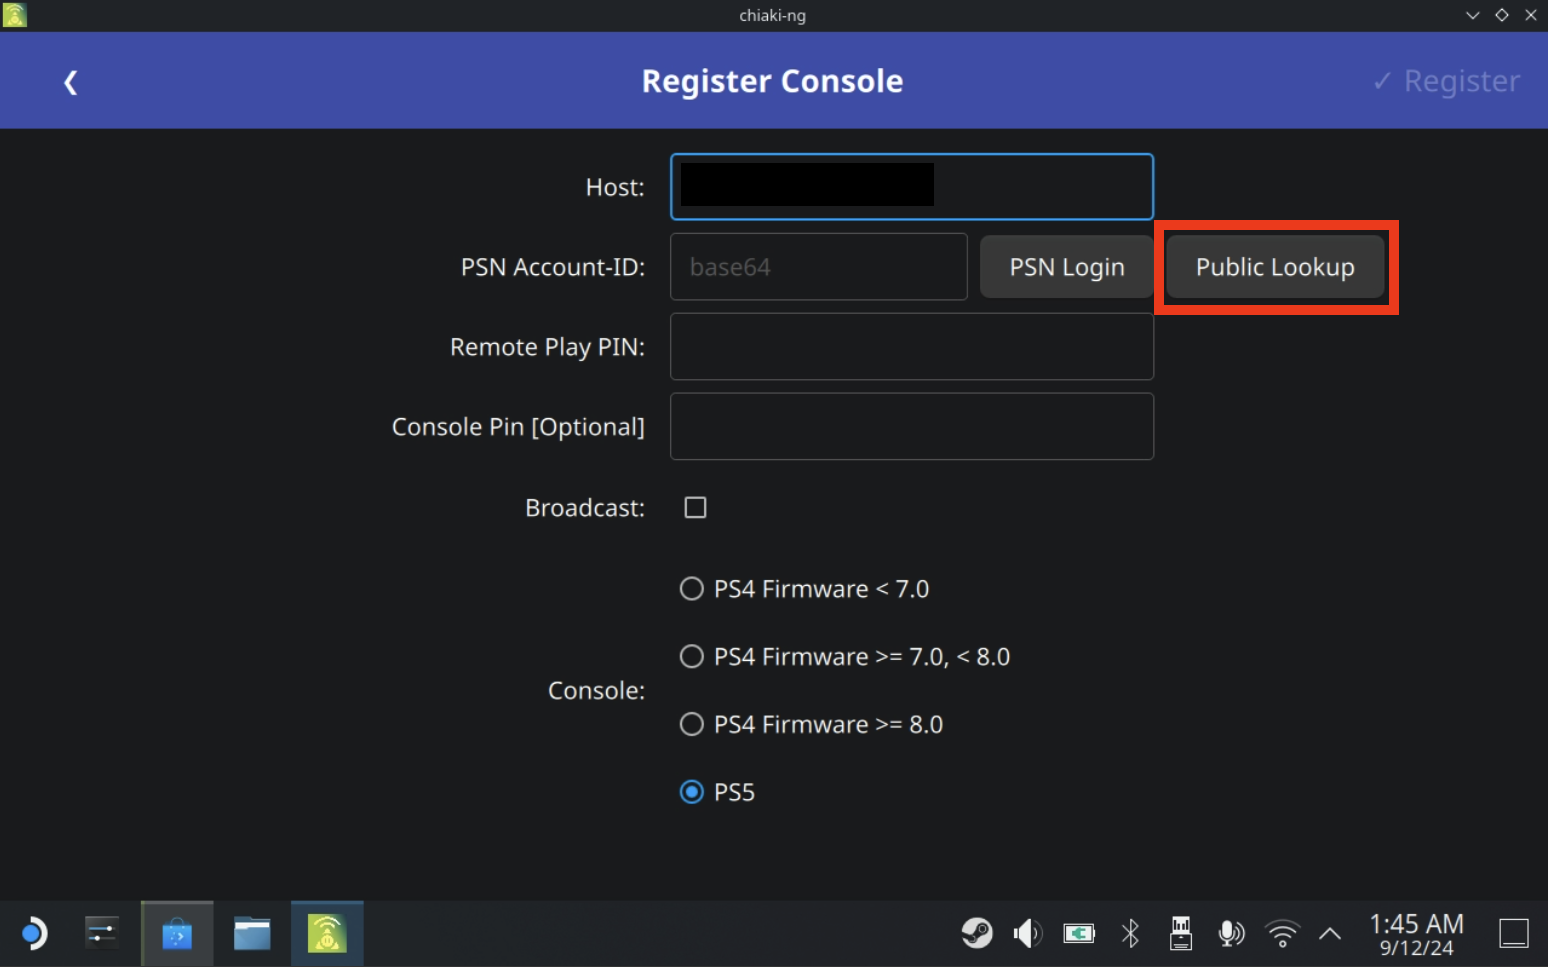 chiaki-ng
Register Console
✓ Register
Host:
PSN Account-ID: base64 PSN Login Public Lookup
Remote Play PIN:
Console Pin [Optional]
Broadcast:
PS4 Firmware < 7.0
PS4 Firmware >= 7.0, < 8.0
Console:
PS4 Firmware >= 8.0
PS5
1:45 AM
9/12/24